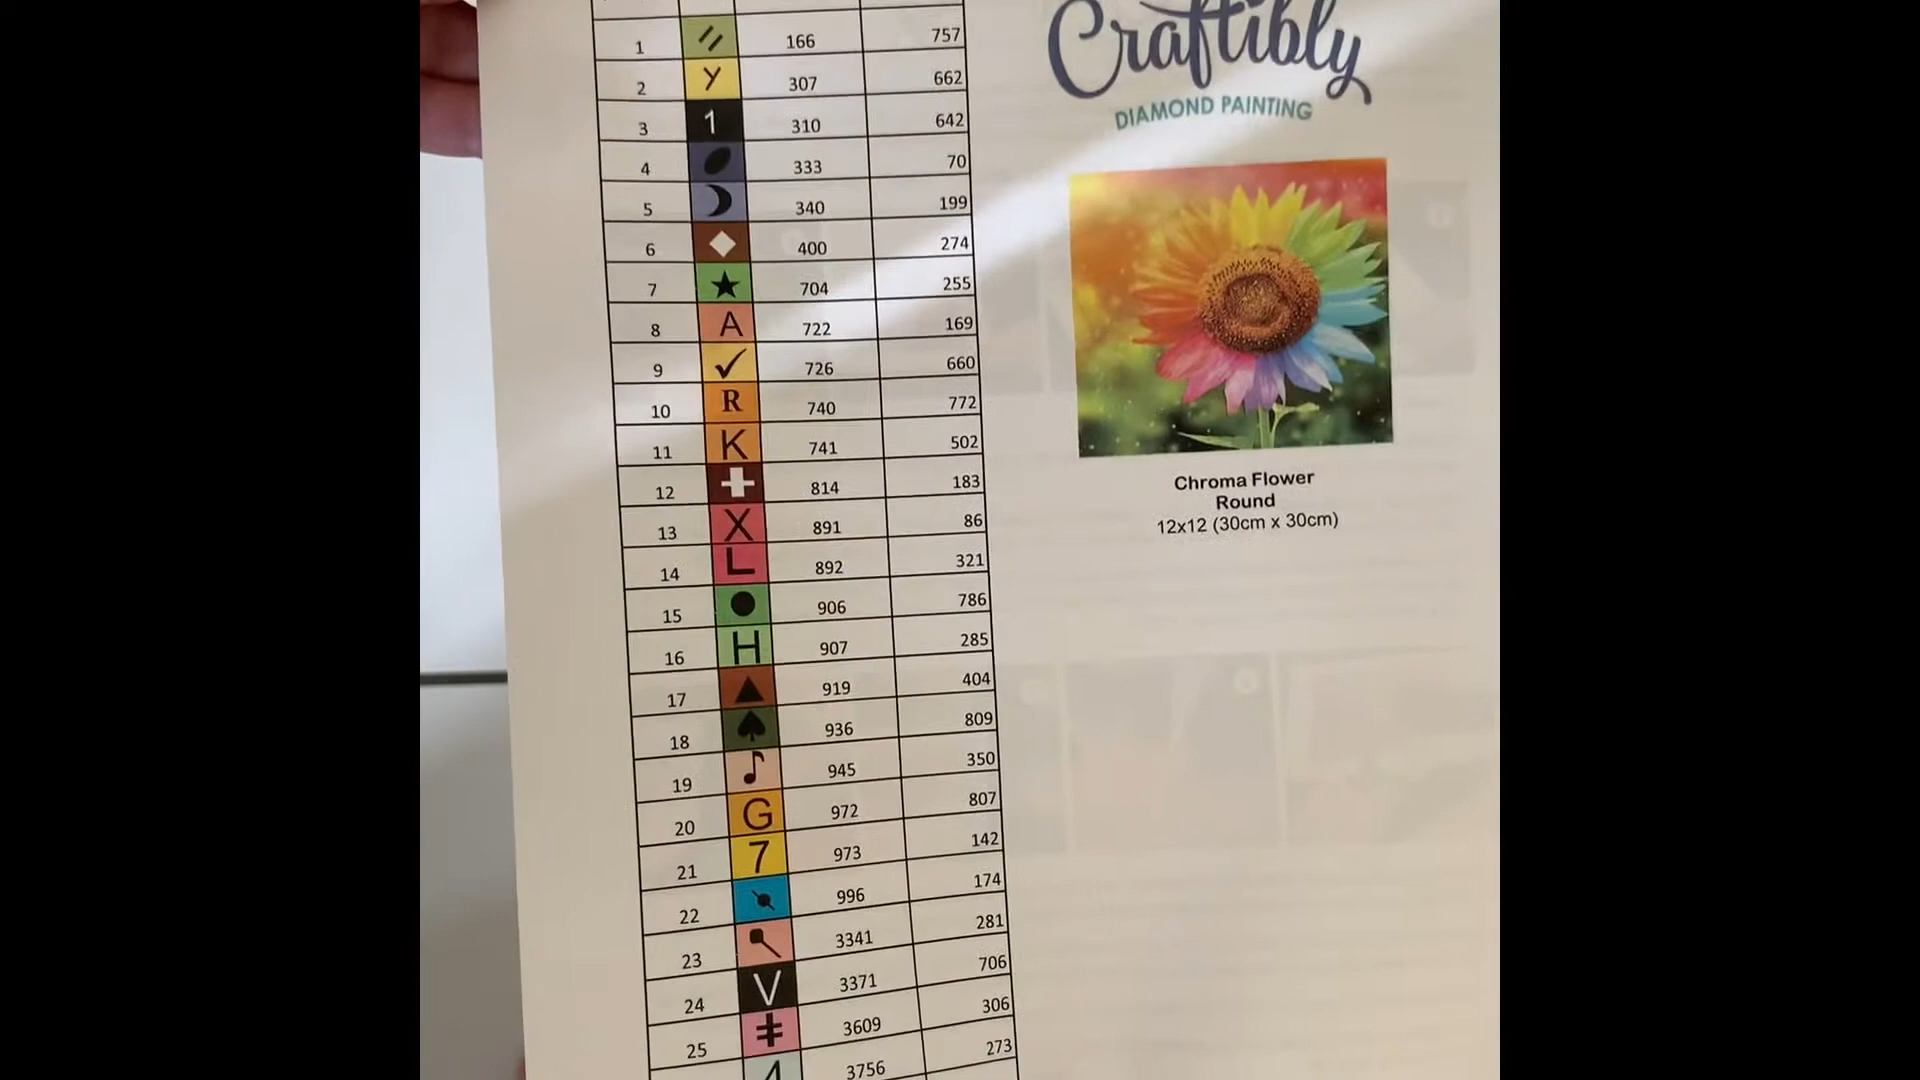 Craftibly
DIAMOND PAINTING
1 166 757
2 Y 307 662
3 1 310 642
4 333 70
5 340 199
6 400 274
7 704 255
8 A 722 169
9 726 660
10 R 740 772
11 K 741 502
12 814 183
13 X 891 86
14 L 892 321
15 906 786
16 H 907 285
17 919 404
18 936 809
19 945 350
20 G 972 807
21 7 973 142
22 996 174
23 3341 281
24 V 3371 706
25 3609 306
3756 273
Chroma Flower
Round
12x12 (30cm x 30cm)